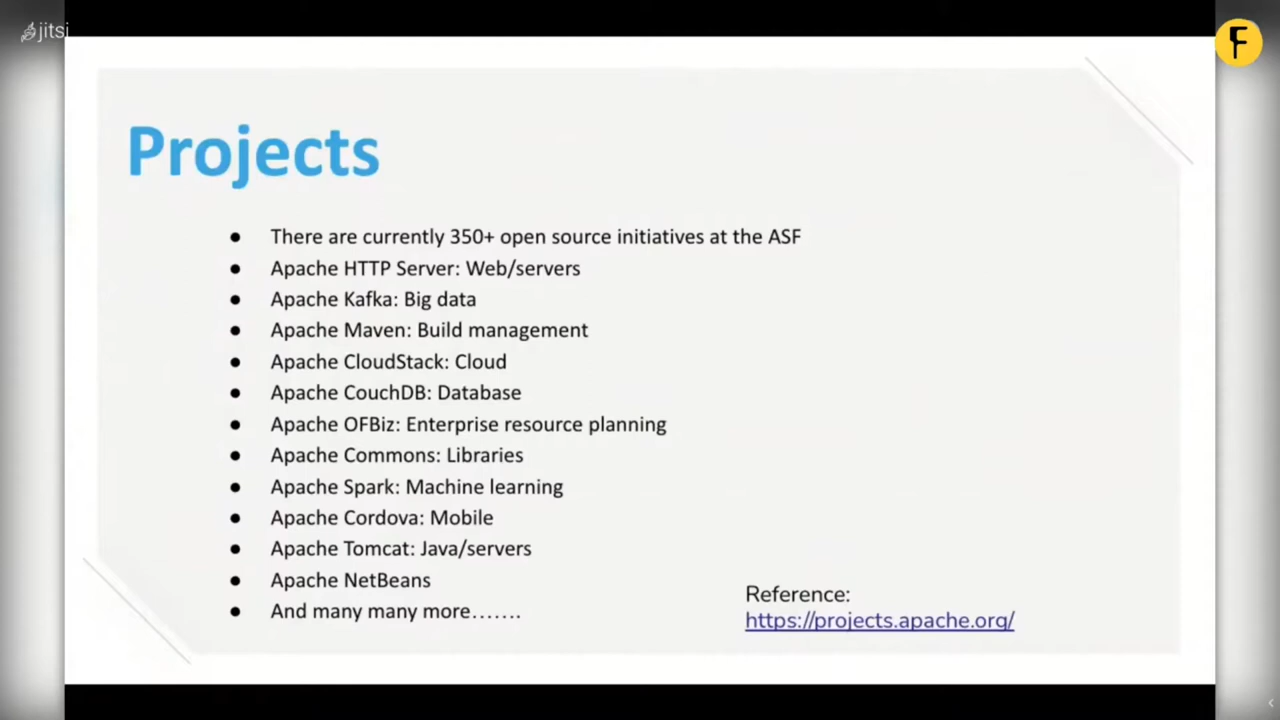 jitsi
F
Projects
● There are currently 350+ open source initiatives at the ASF
● Apache HTTP Server: Web/servers
● Apache Kafka: Big data
● Apache Maven: Build management
● Apache CloudStack: Cloud
● Apache CouchDB: Database
● Apache OFBiz: Enterprise resource planning
● Apache Commons: Libraries
● Apache Spark: Machine learning
● Apache Cordova: Mobile
● Apache Tomcat: Java/servers
● Apache NetBeans
● And many many more…….
Reference:
https://projects.apache.org/